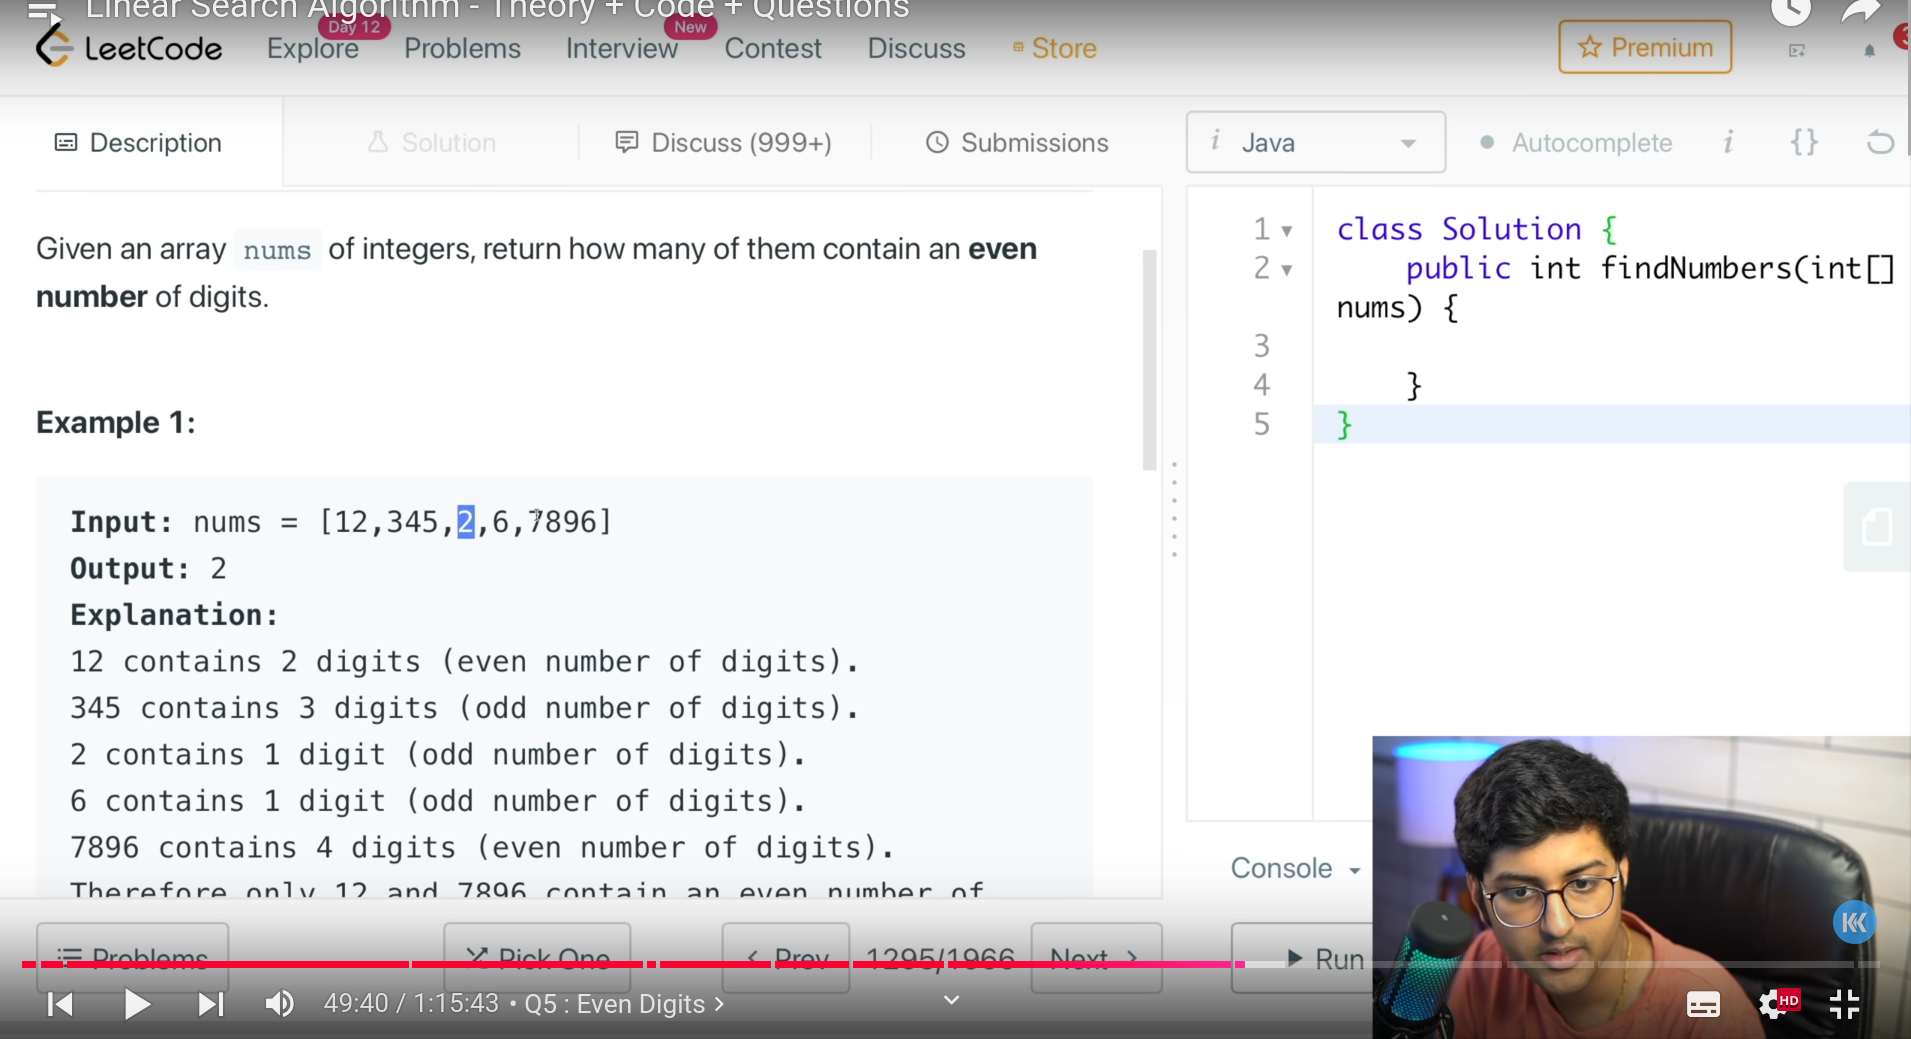 Linear Search Algorithm - Theory + Code + Questions
Day 12
New
LeetCode Explore Problems Interview Contest Discuss Store
Premium
3
Description Solution Discuss (999+) Submissions
i Java Autocomplete i {}
Given an array nums of integers, return how many of them contain an even
number of digits.
Example 1:
Input: nums = [12,345,2,6,7896]
Output: 2
Explanation:
12 contains 2 digits (even number of digits).
345 contains 3 digits (odd number of digits).
2 contains 1 digit (odd number of digits).
6 contains 1 digit (odd number of digits).
7896 contains 4 digits (even number of digits).
Therefore only 12 and 7896 contain an even number of
1 class Solution {
2 public int findNumbers(int[]
nums) {
3
4 }
5 }
Console
Problems Pick One < Prev 1295/1966 Next > Run
49:40 / 1:15:43 • Q5 : Even Digits >
HD